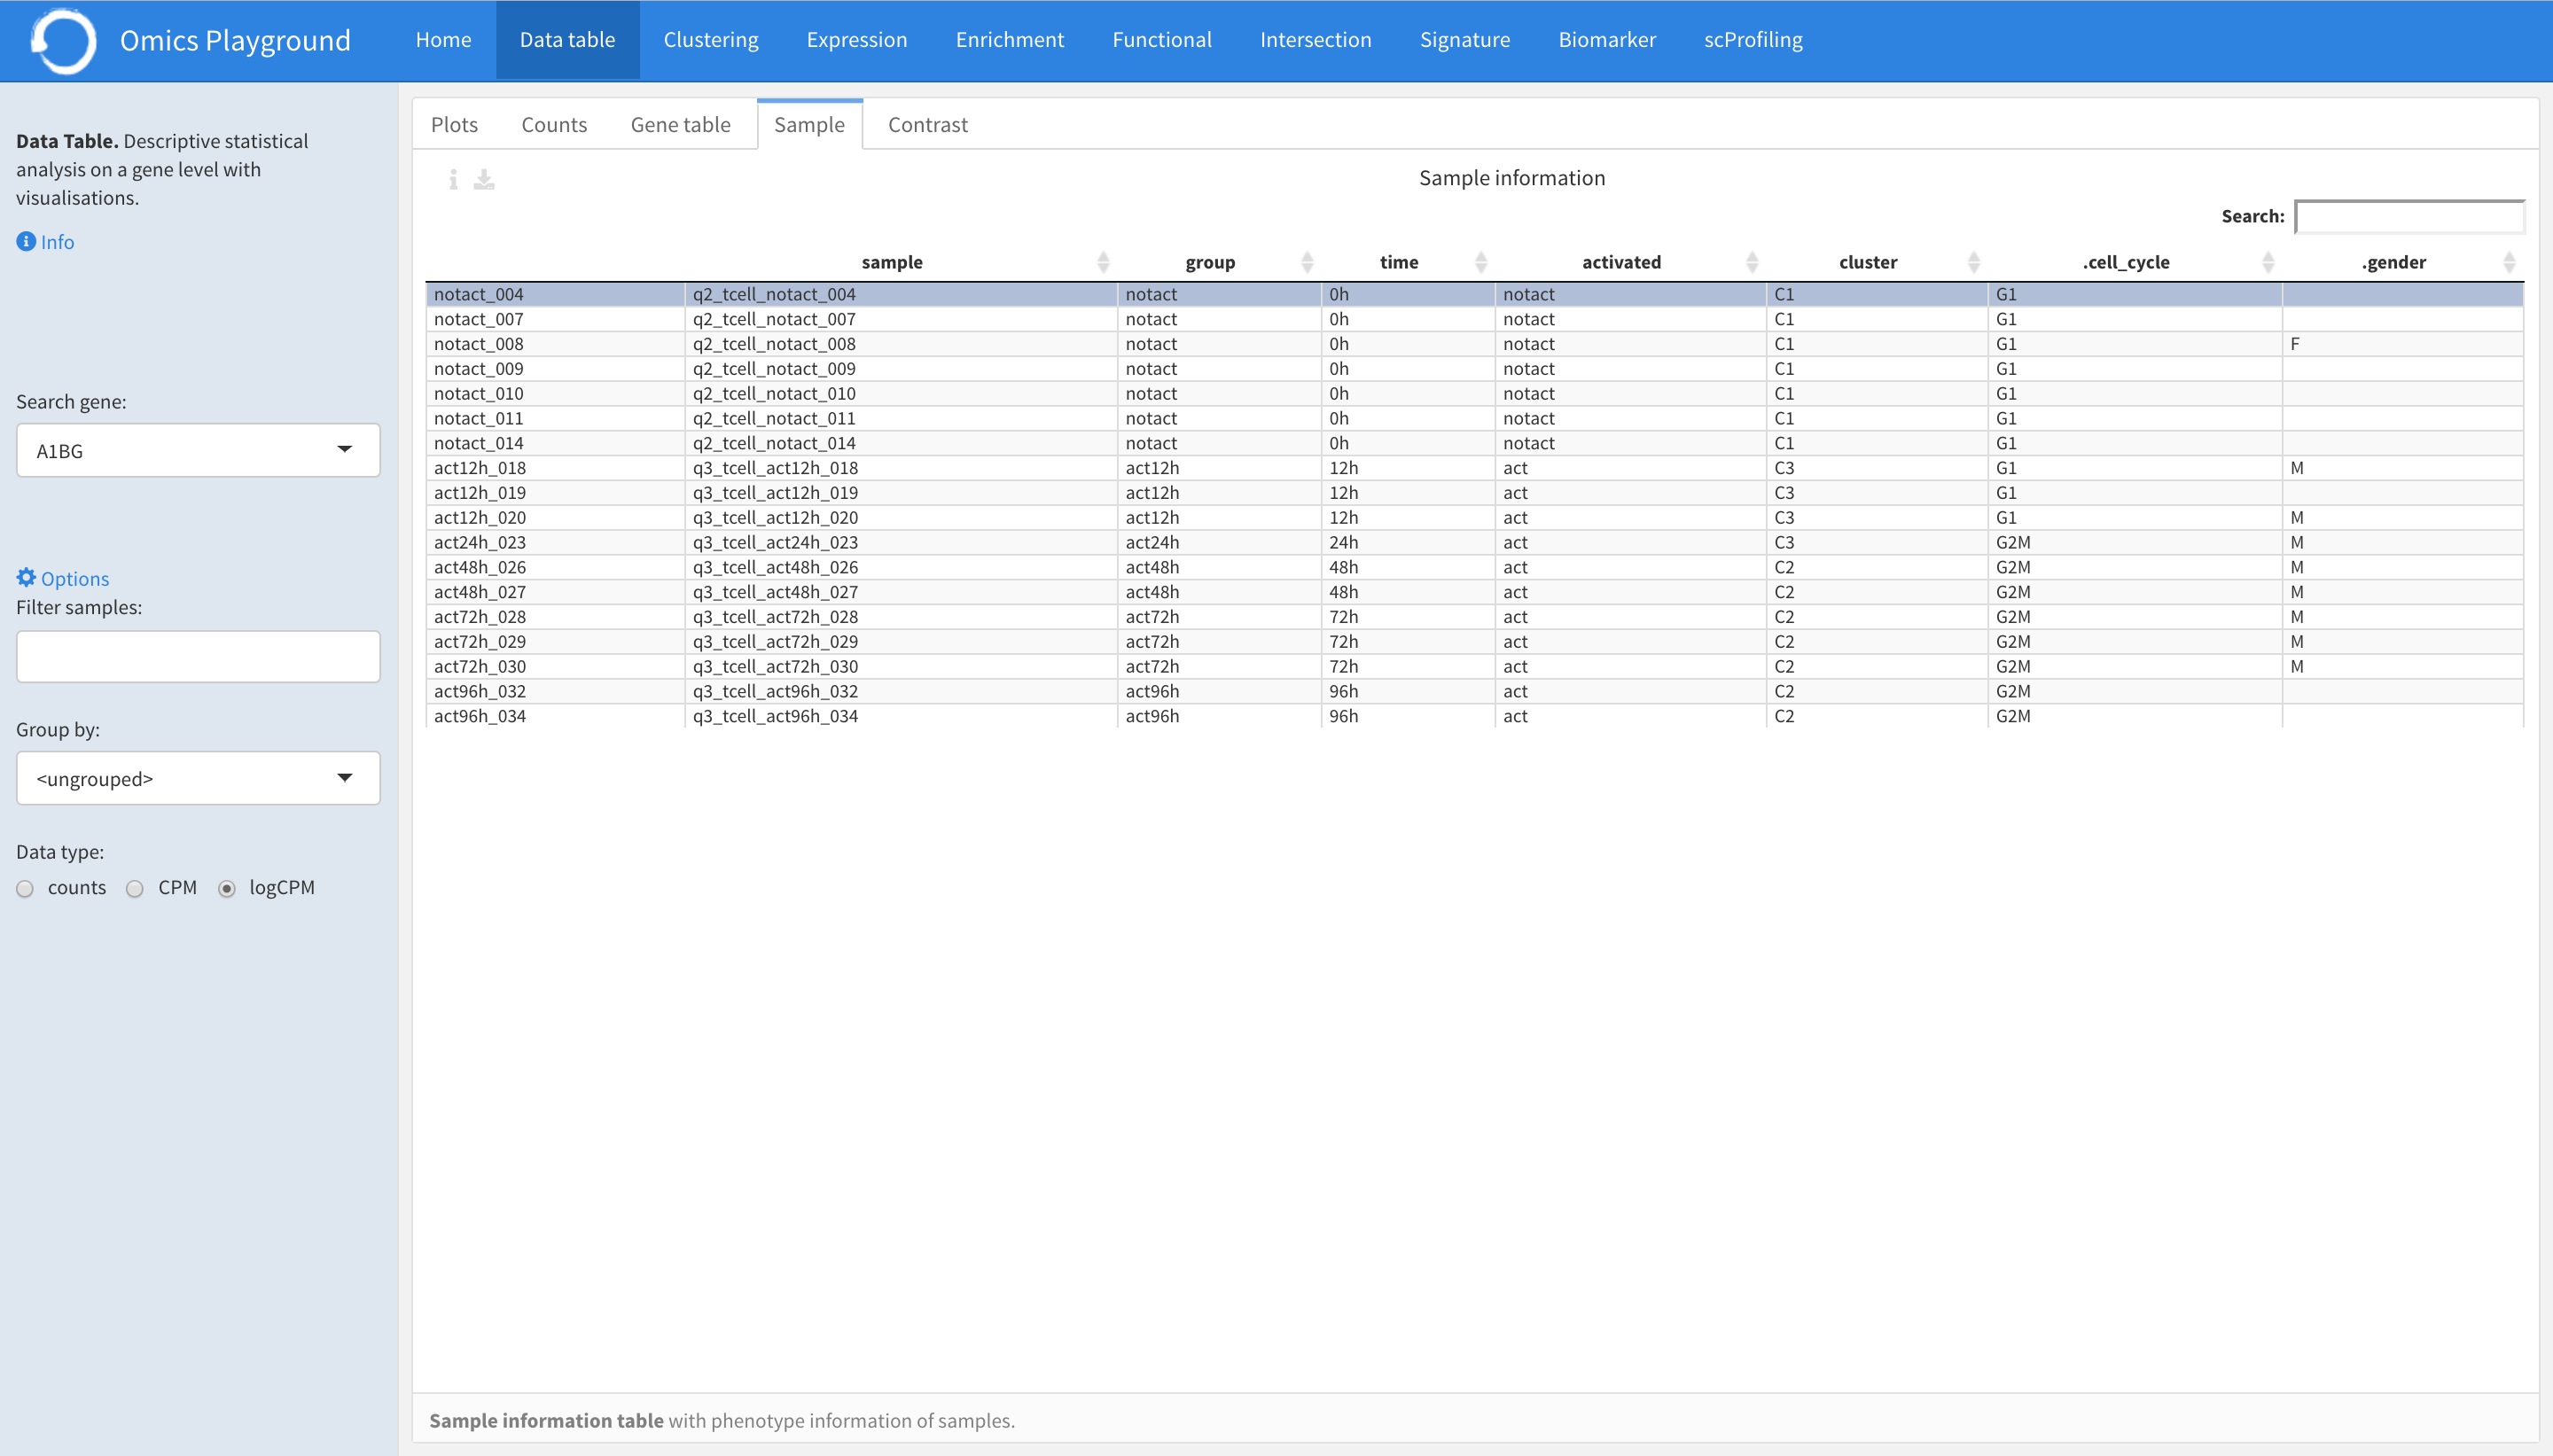 Omics Playground Home Data table Clustering Expression Enrichment Functional Intersection Signature Biomarker scProfiling
Data Table. Descriptive statistical
analysis on a gene level with
visualisations.
Info
Search gene:
A1BG
Options
Filter samples:
Group by:
<ungrouped>
Data type:
counts CPM logCPM
Plots Counts Gene table Sample Contrast
Sample information
Search:
sample group time activated cluster .cell_cycle .gender
notact_004 q2_tcell_notact_004 notact 0h notact C1 G1
notact_007 q2_tcell_notact_007 notact 0h notact C1 G1
notact_008 q2_tcell_notact_008 notact 0h notact C1 G1 F
notact_009 q2_tcell_notact_009 notact 0h notact C1 G1
notact_010 q2_tcell_notact_010 notact 0h notact C1 G1
notact_011 q2_tcell_notact_011 notact 0h notact C1 G1
notact_014 q2_tcell_notact_014 notact 0h notact C1 G1
act12h_018 q3_tcell_act12h_018 act12h 12h act C3 G1 M
act12h_019 q3_tcell_act12h_019 act12h 12h act C3 G1
act12h_020 q3_tcell_act12h_020 act12h 12h act C3 G1 M
act24h_023 q3_tcell_act24h_023 act24h 24h act C3 G2M M
act48h_026 q3_tcell_act48h_026 act48h 48h act C2 G2M M
act48h_027 q3_tcell_act48h_027 act48h 48h act C2 G2M M
act72h_028 q3_tcell_act72h_028 act72h 72h act C2 G2M M
act72h_029 q3_tcell_act72h_029 act72h 72h act C2 G2M M
act72h_030 q3_tcell_act72h_030 act72h 72h act C2 G2M M
act96h_032 q3_tcell_act96h_032 act96h 96h act C2 G2M
act96h_034 q3_tcell_act96h_034 act96h 96h act C2 G2M
Sample information table with phenotype information of samples.